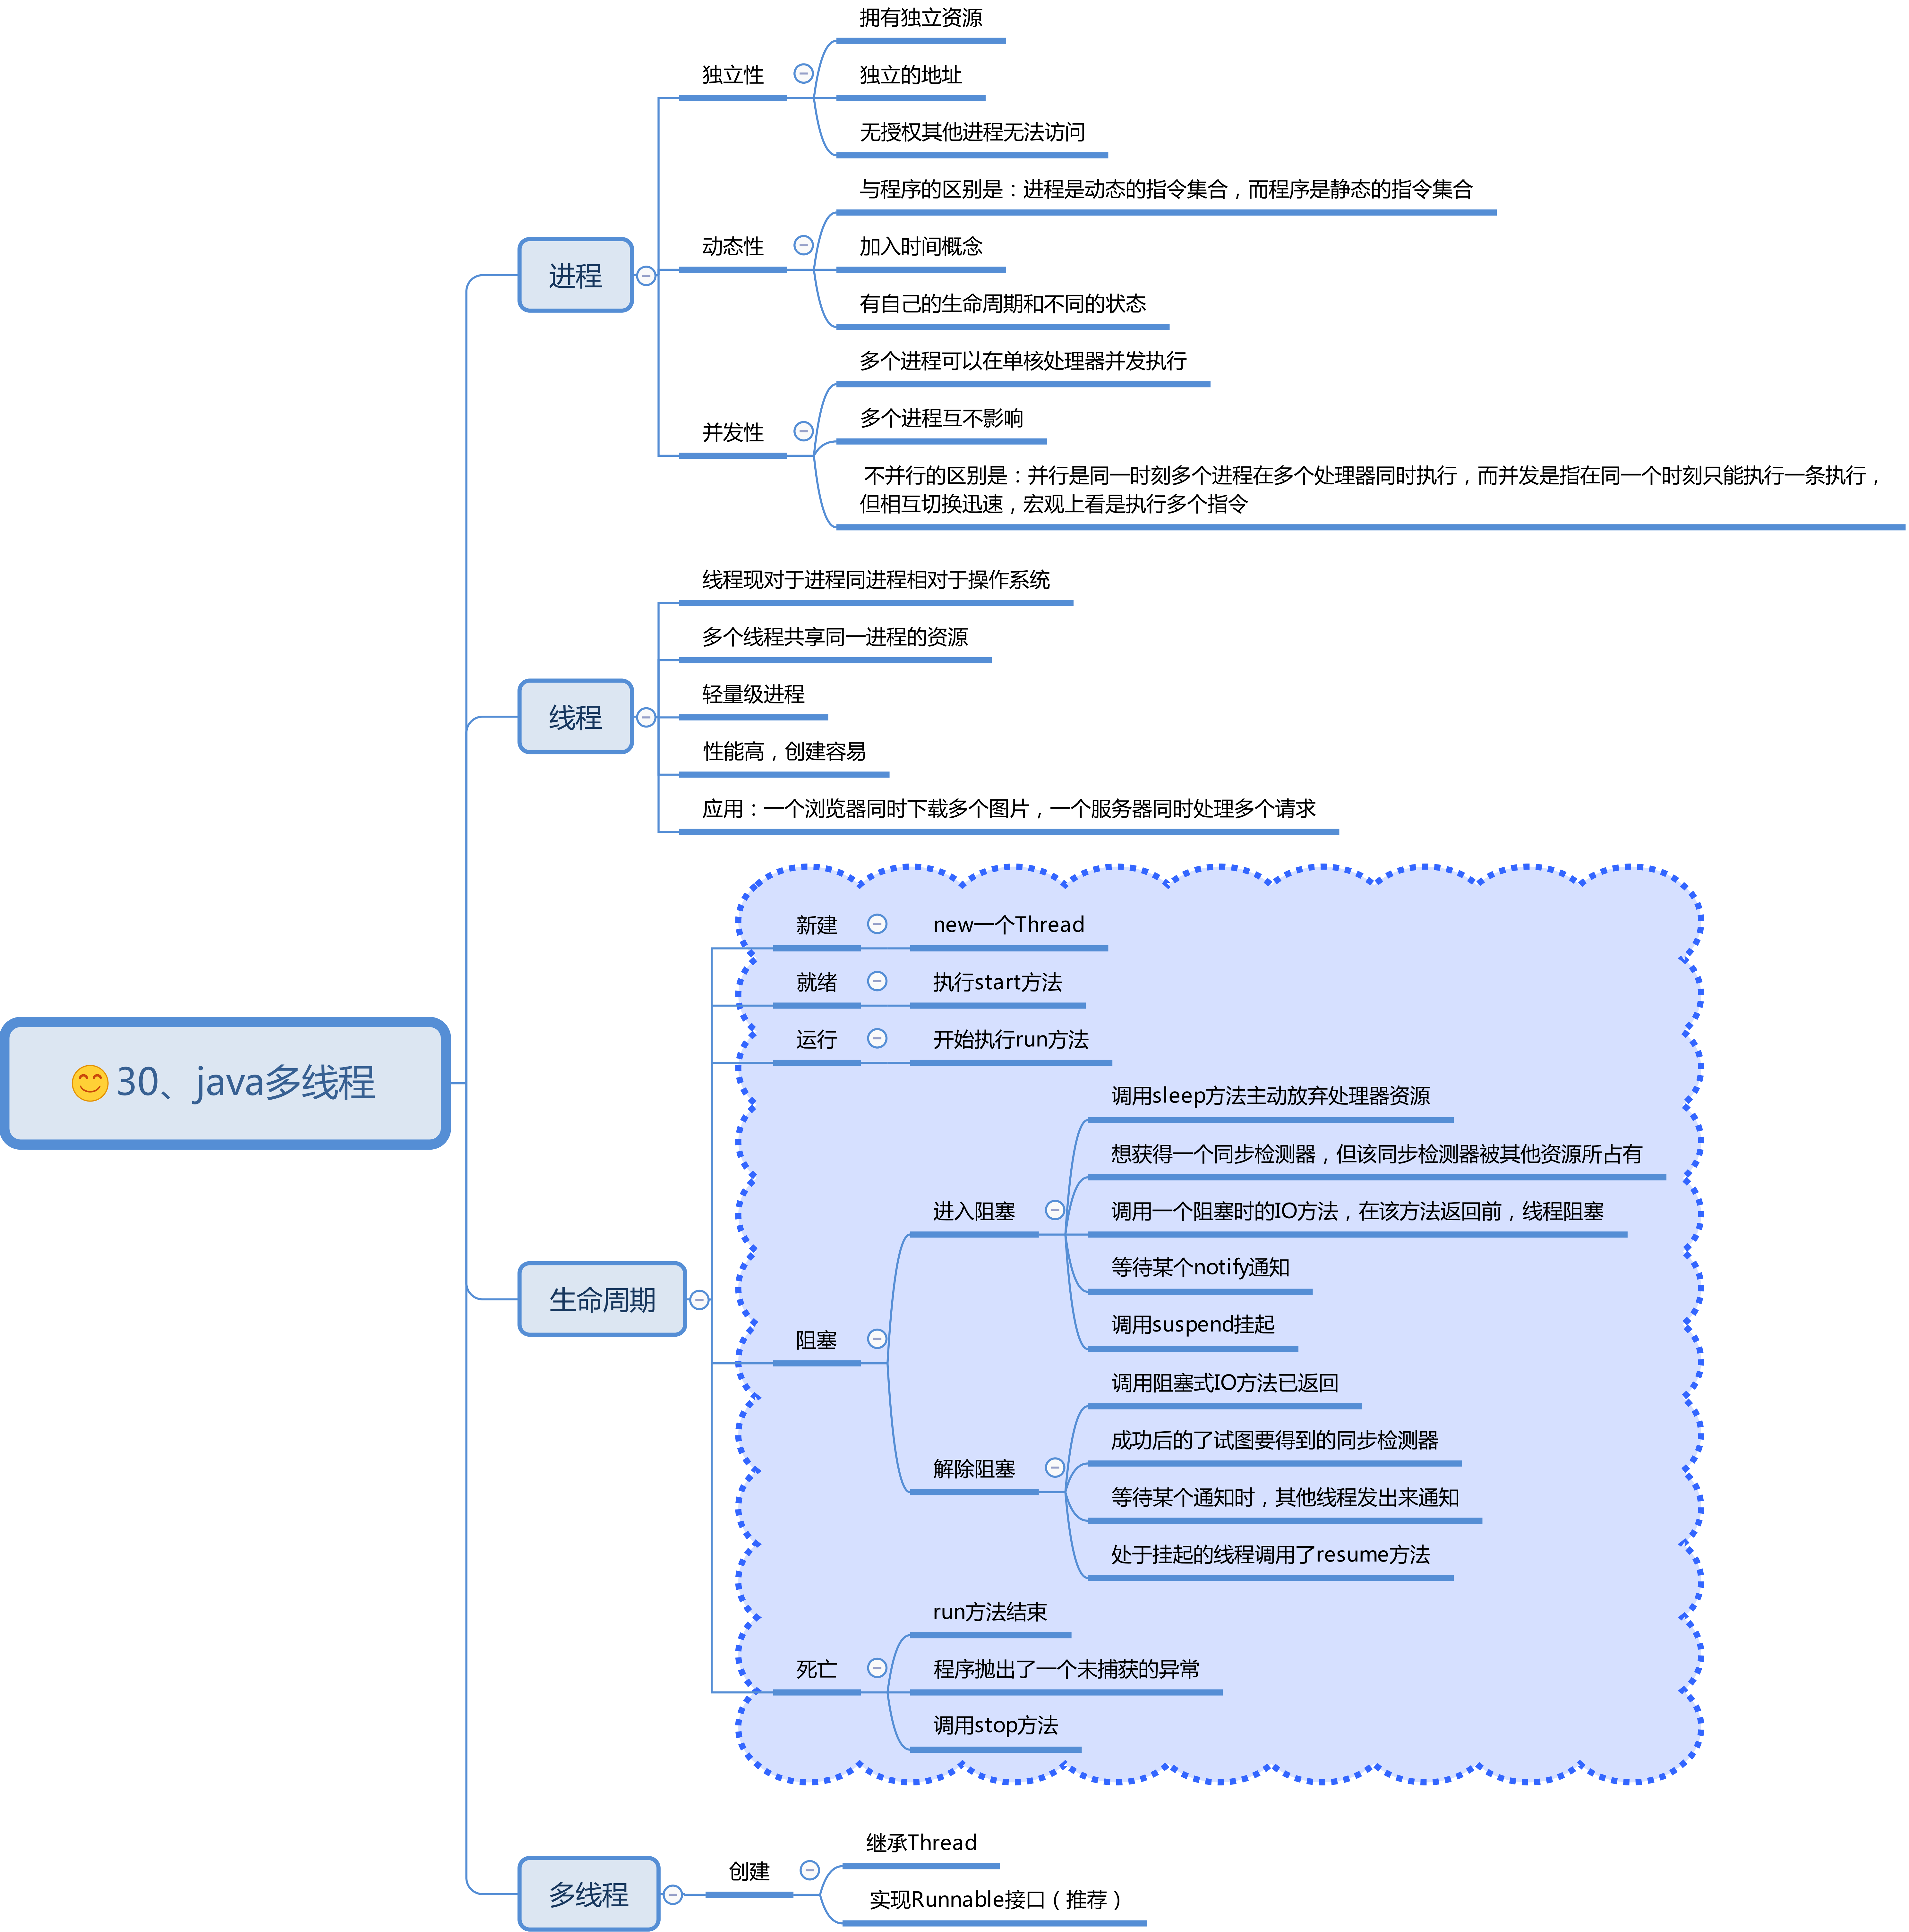 拥有独立资源
独立性
独立的地址
无授权其他进程无法访问
与程序的区别是：进程是动态的指令集合，而程序是静态的指令集合
进程
动态性
加入时间概念
有自己的生命周期和不同的状态
多个进程可以在单核处理器并发执行
并发性
多个进程互不影响
不并行的区别是：并行是同一时刻多个进程在多个处理器同时执行，而并发是指在同一个时刻只能执行一条执行，
但相互切换迅速，宏观上看是执行多个指令
线程现对于进程同进程相对于操作系统
多个线程共享同一进程的资源
线程
轻量级进程
性能高，创建容易
应用：一个浏览器同时下载多个图片，一个服务器同时处理多个请求
30、java多线程
生命周期
新建
new一个Thread
就绪
执行start方法
运行
开始执行run方法
阻塞
进入阻塞
调用sleep方法主动放弃处理器资源
想获得一个同步检测器，但该同步检测器被其他资源所占有
调用一个阻塞时的IO方法，在该方法返回前，线程阻塞
等待某个notify通知
调用suspend挂起
解除阻塞
调用阻塞式IO方法已返回
成功后的了试图要得到的同步检测器
等待某个通知时，其他线程发出来通知
处于挂起的线程调用了resume方法
死亡
run方法结束
程序抛出了一个未捕获的异常
调用stop方法
多线程
创建
继承Thread
实现Runnable接口（推荐）